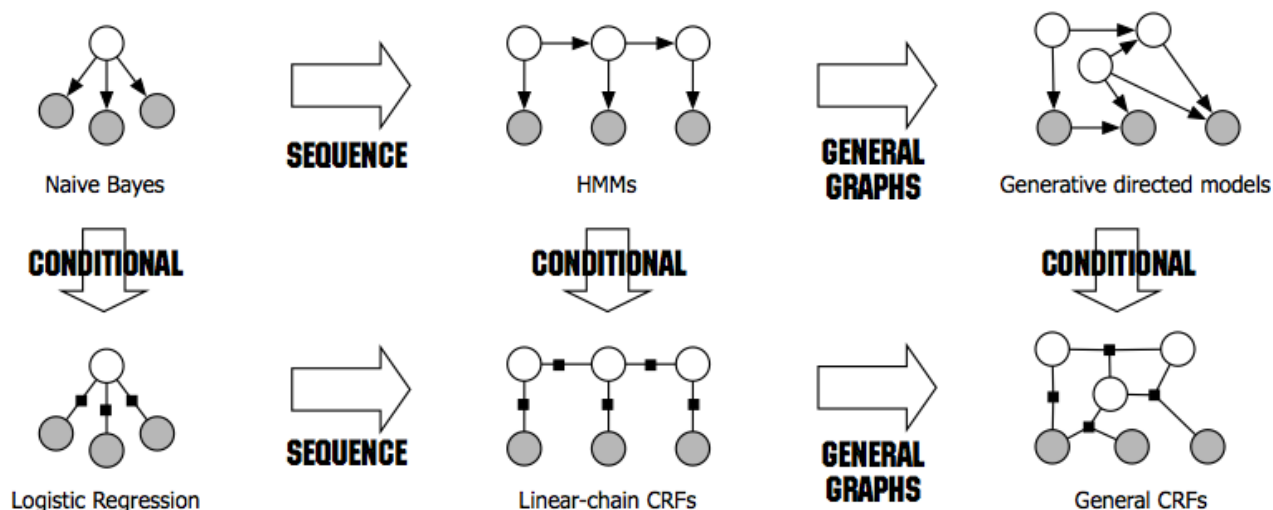 SEQUENCE
GENERAL
GRAPHS
Naive Bayes
HMMs
Generative directed models
CONDITIONAL
CONDITIONAL
CONDITIONAL
SEQUENCE
GENERAL
GRAPHS
Logistic Regression
Linear-chain CRFs
General CRFs